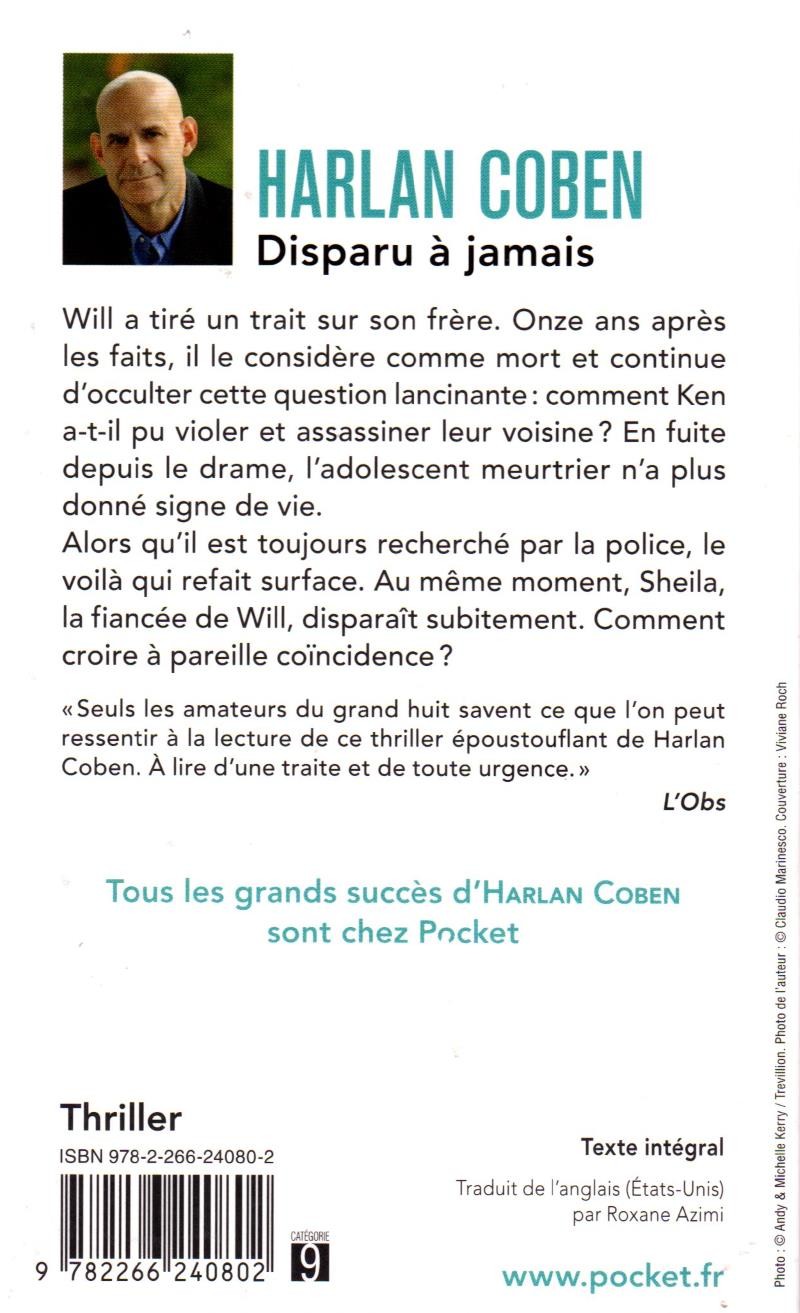 HARLAN COBEN
Disparu à jamais
Will a tiré un trait sur son frère. Onze ans après
les faits, il le considère comme mort et continue
d'occulter cette question lancinante : comment Ken
a-t-il pu violer et assassiner leur voisine ? En fuite
depuis le drame, l'adolescent meurtrier n'a plus
donné signe de vie.
Alors qu'il est toujours recherché par la police, le
voilà qui refait surface. Au même moment, Sheila,
la fiancée de Will, disparaît subitement. Comment
croire à pareille coïncidence ?
« Seuls les amateurs du grand huit savent ce que l'on peut
ressentir à la lecture de ce thriller époustouflant de Harlan
Coben. À lire d'une traite et de toute urgence. »
L'Obs
Tous les grands succès d'HARLAN COBEN
sont chez Pocket
Thriller
ISBN 978-2-266-24080-2
9 782266 240802
CATÉGORIE
9
Texte intégral
Traduit de l'anglais (États-Unis)
par Roxane Azimi
www.pocket.fr
Photo : © Andy & Michelle Kerry / Trevillion. Photo de l'auteur : © Claudio Marinesco. Couverture : Viviane Roch